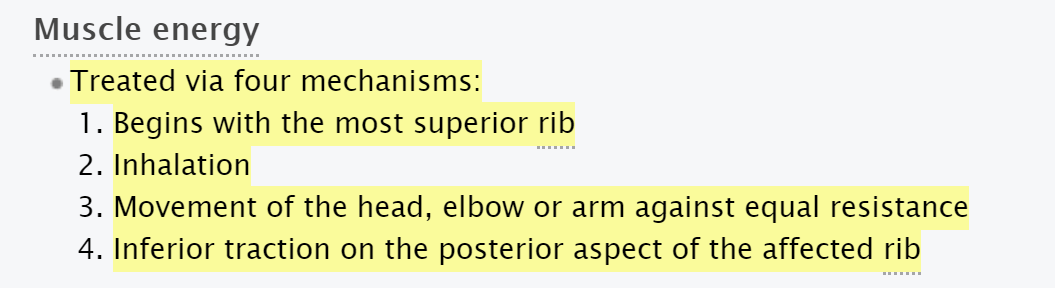 Muscle energy
Treated via four mechanisms:
1. Begins with the most superior rib
2. Inhalation
3. Movement of the head, elbow or arm against equal resistance
4. Inferior traction on the posterior aspect of the affected rib